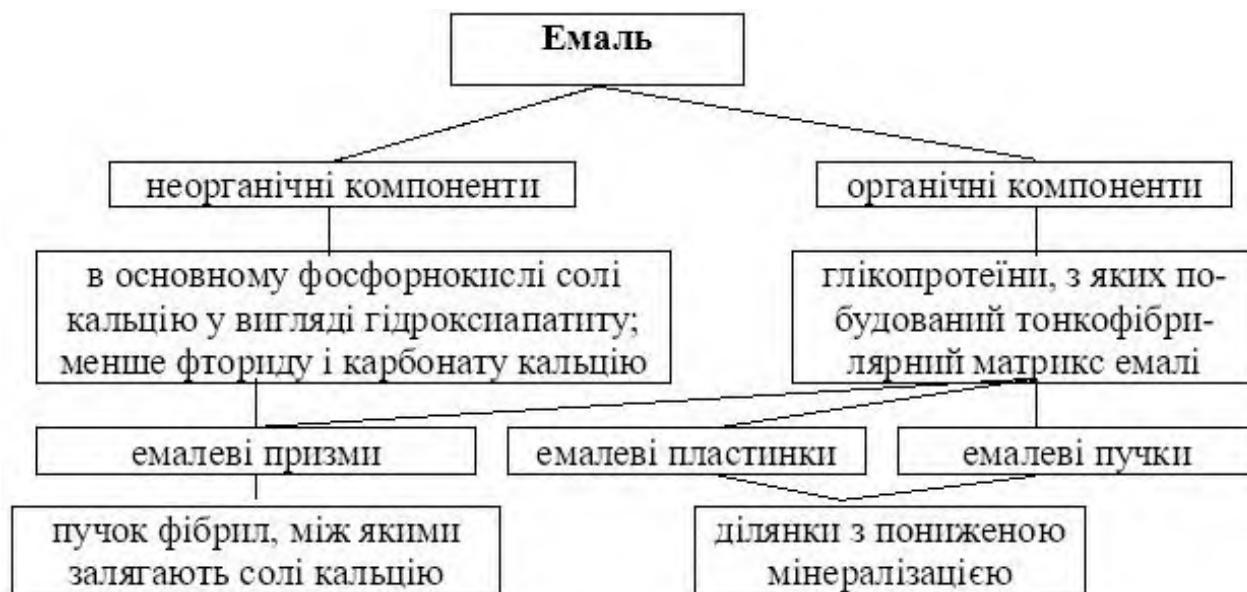 Емаль
неорганічні компоненти
органічні компоненти
в основному фосфорнокислі солі
кальцію у вигляді гідроксиапатиту;
менше фториду і карбонату кальцію
глікопротеїни, з яких по-
будований тонкофібри-
лярний матрикс емалі
емалеві призми
емалеві пластинки
емалеві пучки
пучок фібрил, між якими
залягають солі кальцію
ділянки з пониженою
мінералізацією